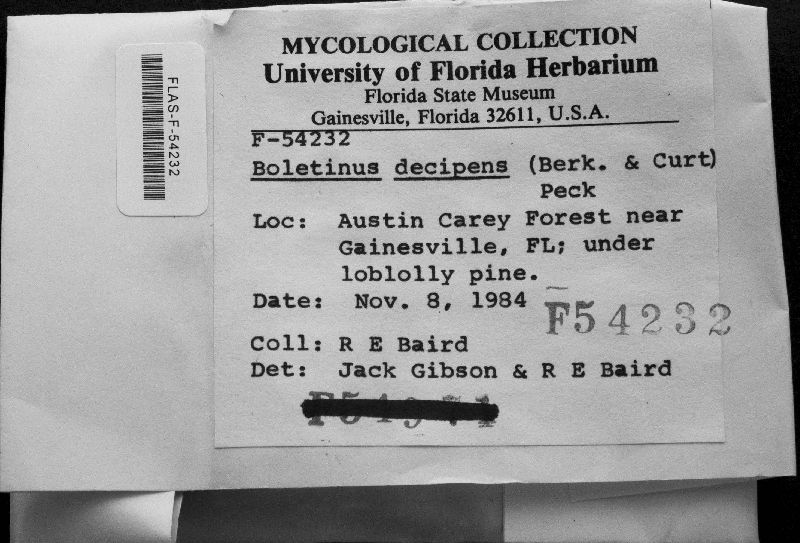 MYCOLOGICAL COLLECTION
University of Florida Herbarium
Florida State Museum
Gainesville, Florida 32611, U.S.A.
F-54232
Boletinus decipens (Berk. & Curt)
Peck
Loc: Austin Carey Forest near
Gainesville, FL; under
loblolly pine.
Date: Nov. 8, 1984
F54232
Coll: R E Baird
Det: Jack Gibson & R E Baird
FLAS-F-54232